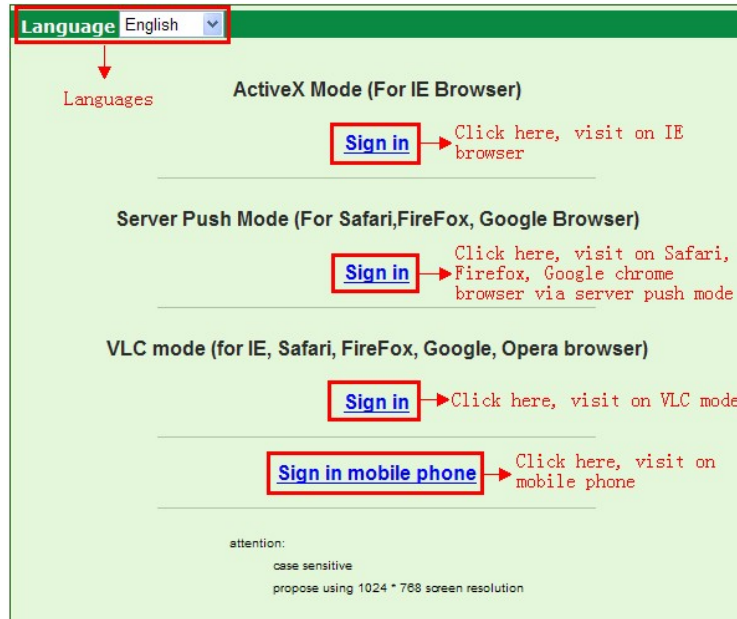 Language English
Languages
ActiveX Mode (For IE Browser)
Sign in
Click here, visit on IE
browser
Server Push Mode (For Safari,FireFox, Google Browser)
Sign in
Click here, visit on Safari,
Firefox, Google chrome
browser via server push mode
VLC mode (for IE, Safari, FireFox, Google, Opera browser)
Sign in
Click here, visit on VLC mode
Sign in mobile phone
Click here, visit on
mobile phone
attention:
case sensitive
propose using 1024 * 768 screen resolution